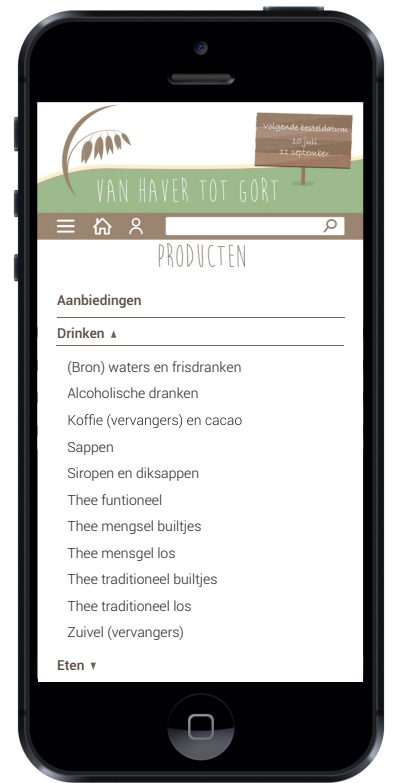 Volgende besteldatum
10 juli
11 september
VAN HAVER TOT GORT
PRODUCTEN
Aanbiedingen
Drinken ▲
(Bron) waters en frisdranken
Alcoholische dranken
Koffie (vervangers) en cacao
Sappen
Siropen en diksappen
Thee funtioneel
Thee mengsel builtjes
Thee mensgel los
Thee traditioneel builtjes
Thee traditioneel los
Zuivel (vervangers)
Eten ▼